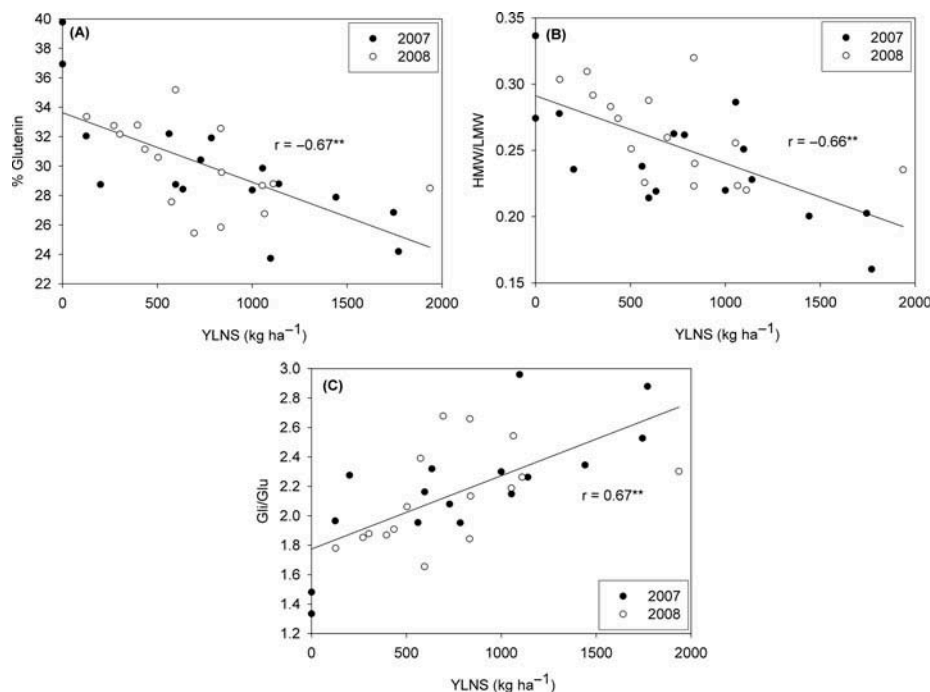 (A)
2007
2008
40
38
36
34
32
30
28
26
24
22
% Glutenin
r = –0.67**
0 500 1000 1500 2000
YLNS (kg ha⁻¹)
(B)
2007
2008
0.35
0.30
0.25
0.20
0.15
HMW/LMW
r = –0.66**
0 500 1000 1500 2000
YLNS (kg ha⁻¹)
(C)
3.0
2.8
2.6
2.4
2.2
2.0
1.8
1.6
1.4
1.2
Gli/Glu
r = 0.67**
2007
2008
0 500 1000 1500 2000
YLNS (kg ha⁻¹)